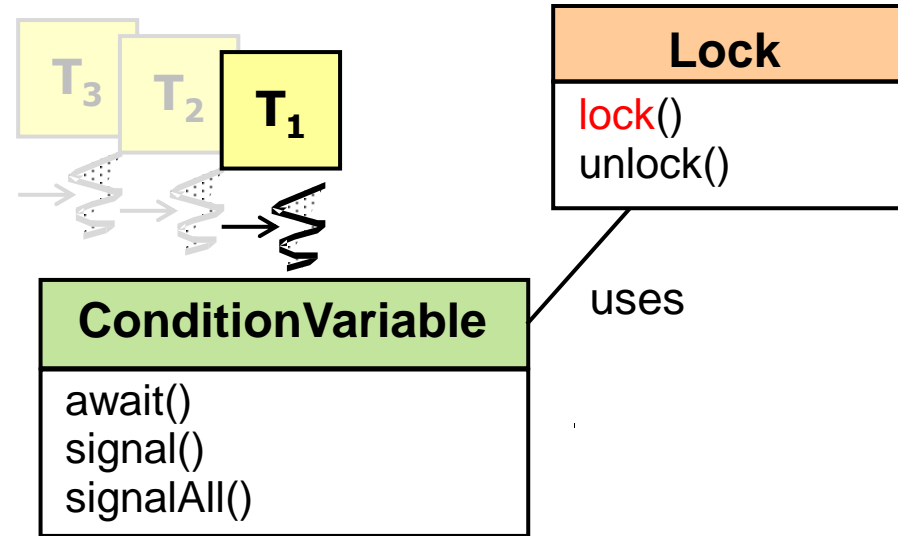 T3
T2
T1
Lock
lock()
unlock()
uses
ConditionVariable
await()
signal()
signalAll()